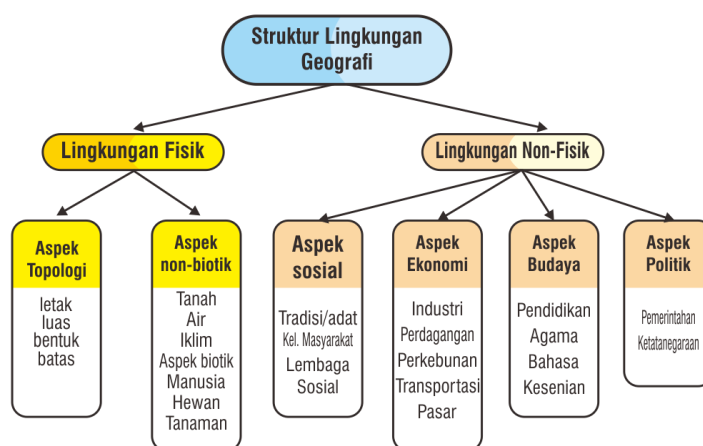 Struktur Lingkungan
Geografi
Lingkungan Fisik
Lingkungan Non-Fisik
Aspek
Topologi
letak
luas
bentuk
batas
Aspek
non-biotik
Tanah
Air
Iklim
Aspek biotik
Manusia
Hewan
Tanaman
Aspek
sosial
Tradisi/adat
Kel. Masyarakat
Lembaga
Sosial
Aspek
Ekonomi
Industri
Perdagangan
Perkebunan
Transportasi
Pasar
Aspek
Budaya
Pendidikan
Agama
Bahasa
Kesenian
Aspek
Politik
Pemerintahan
Ketatanegaraan